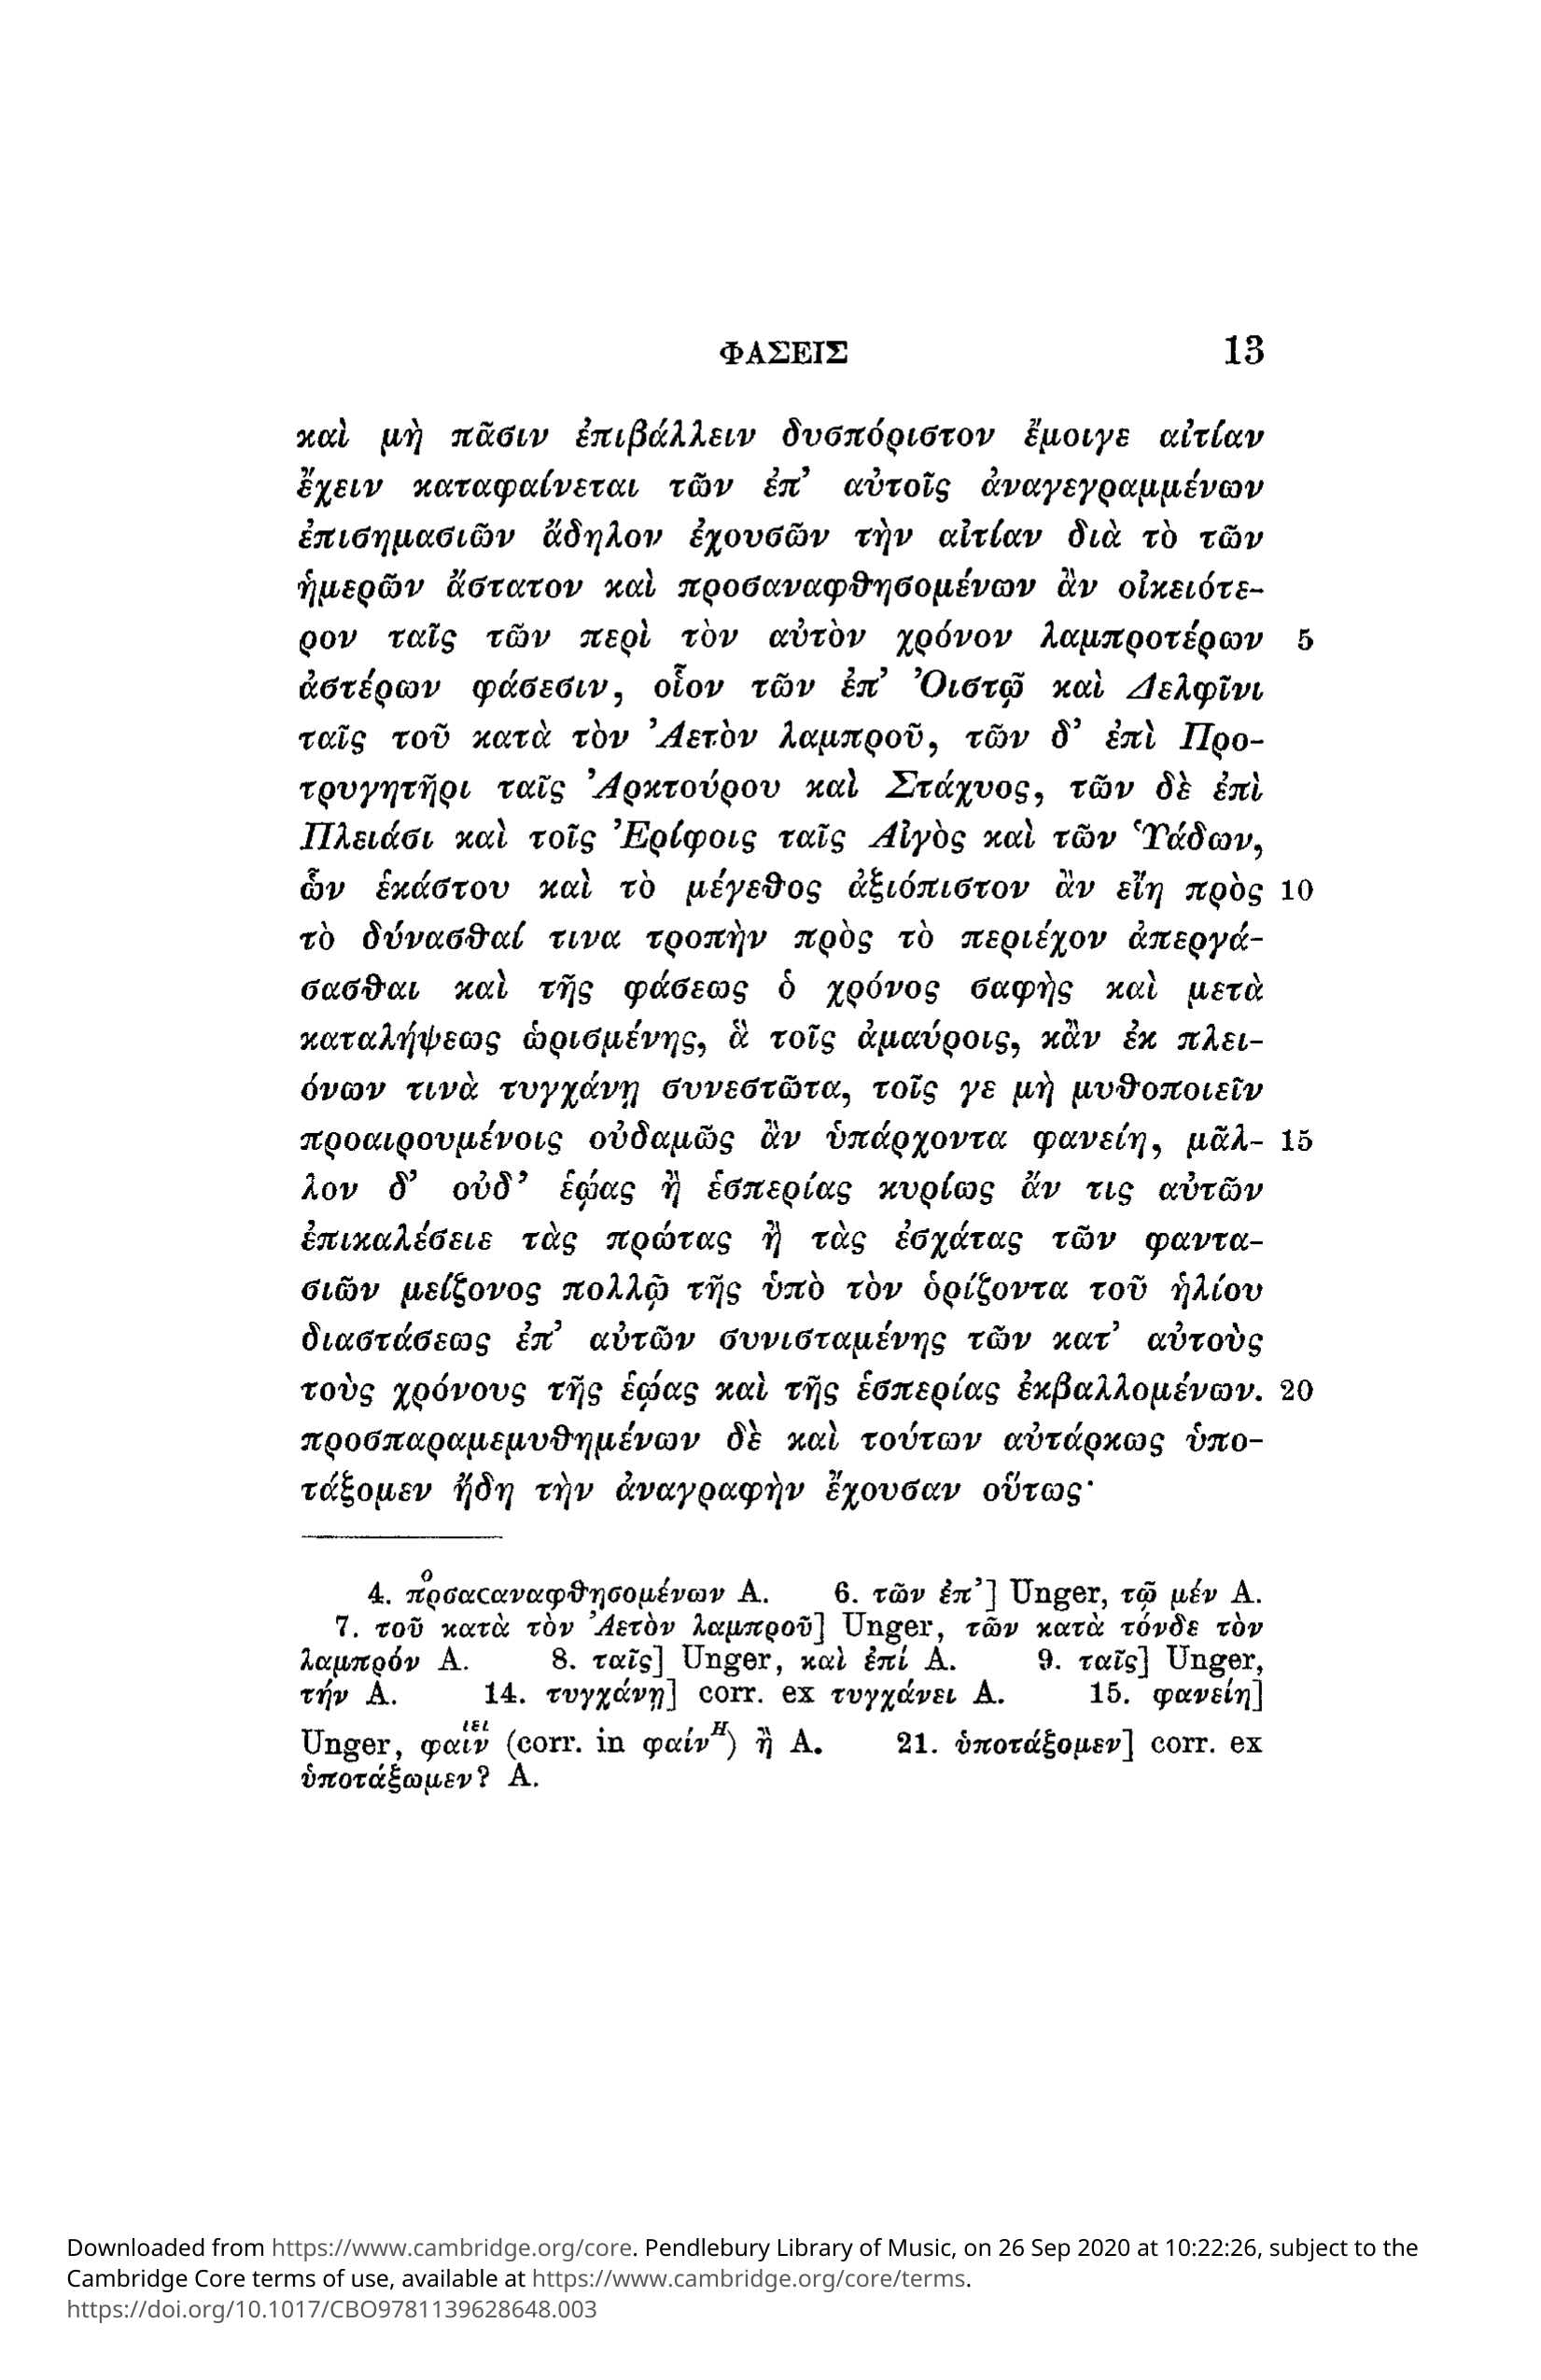 ΦΑΣΕΙΣ 13
καὶ μὴ πᾶσιν ἐπιβάλλειν δυσπόριστον ἔμοιγε αἰτίαν
ἔχειν καταφαίνεται τῶν ἐπ’ αὐτοῖς ἀναγεγραμμένων
ἐπισημασιῶν ἄδηλον ἐχουσῶν τὴν αἰτίαν διὰ τὸ τῶν
ἡμερῶν ἄστατον καὶ προσαναφθησομένων ἂν οἰκειότε-
ρον ταῖς τῶν περὶ τὸν αὐτὸν χρόνον λαμπροτέρων 5
ἀστέρων φάσεσιν, οἷον τῶν ἐπ’ Ὀιστῷ καὶ Δελφῖνι
ταῖς τοῦ κατὰ τὸν Ἀετὸν λαμπροῦ, τῶν δ’ ἐπὶ Προ-
τρυγητῆρι ταῖς Ἀρκτούρου καὶ Στάχυος, τῶν δὲ ἐπὶ
Πλειάσι καὶ τοῖς Ἐρίφοις ταῖς Αἰγὸς καὶ τῶν Ὑάδων,
ὧν ἑκάστου καὶ τὸ μέγεθος ἀξιόπιστον ἂν εἴη πρὸς 10
τὸ δύνασθαί τινα τροπὴν πρὸς τὸ περιέχον ἀπεργά-
σασθαι καὶ τῆς φάσεως ὁ χρόνος σαφὴς καὶ μετὰ
καταλήψεως ὡρισμένης, ἃ τοῖς ἀμαύροις, κἂν ἐκ πλει-
όνων τινὰ τυγχάνῃ συνεστῶτα, τοῖς γε μὴ μυθοποιεῖν
προαιρουμένοις οὐδαμῶς ἂν ὑπάρχοντα φανείη, μᾶλ- 15
λον δ’ οὐδ’ ἑῴας ἢ ἑσπερίας κυρίως ἄν τις αὐτῶν
ἐπικαλέσειε τὰς πρώτας ἢ τὰς ἐσχάτας τῶν φαντα-
σιῶν μείζονος πολλῷ τῆς ὑπὸ τὸν ὁρίζοντα τοῦ ἡλίου
διαστάσεως ἐπ’ αὐτῶν συνισταμένης τῶν κατ’ αὐτοὺς
τοὺς χρόνους τῆς ἑῴας καὶ τῆς ἑσπερίας ἐκβαλλομένων. 20
προσπαραμεμυθημένων δὲ καὶ τούτων αὐτάρκως ὑπο-
τάξομεν ἤδη τὴν ἀναγραφὴν ἔχουσαν οὕτως·
4. πρͦσασαναφθησομένων A. 6. τῶν ἐπ’] Unger, τῷ μέν A.
7. τοῦ κατὰ τὸν Ἀετὸν λαμπροῦ] Unger, τῶν κατὰ τόνδε τὸν
λαμπρόν A. 8. ταῖς] Unger, καὶ ἐπί A. 9. ταῖς] Unger,
τήν A. 14. τυγχάνῃ] corr. ex τυγχάνει A. 15. φανείη]
Unger, φαιν ιει (corr. in φαίνΗ) ἢ A. 21. ὑποτάξομεν] corr. ex
ὑποτάξωμεν? A.
Downloaded from https://www.cambridge.org/core. Pendlebury Library of Music, on 26 Sep 2020 at 10:22:26, subject to the
Cambridge Core terms of use, available at https://www.cambridge.org/core/terms.
https://doi.org/10.1017/CBO9781139628648.003